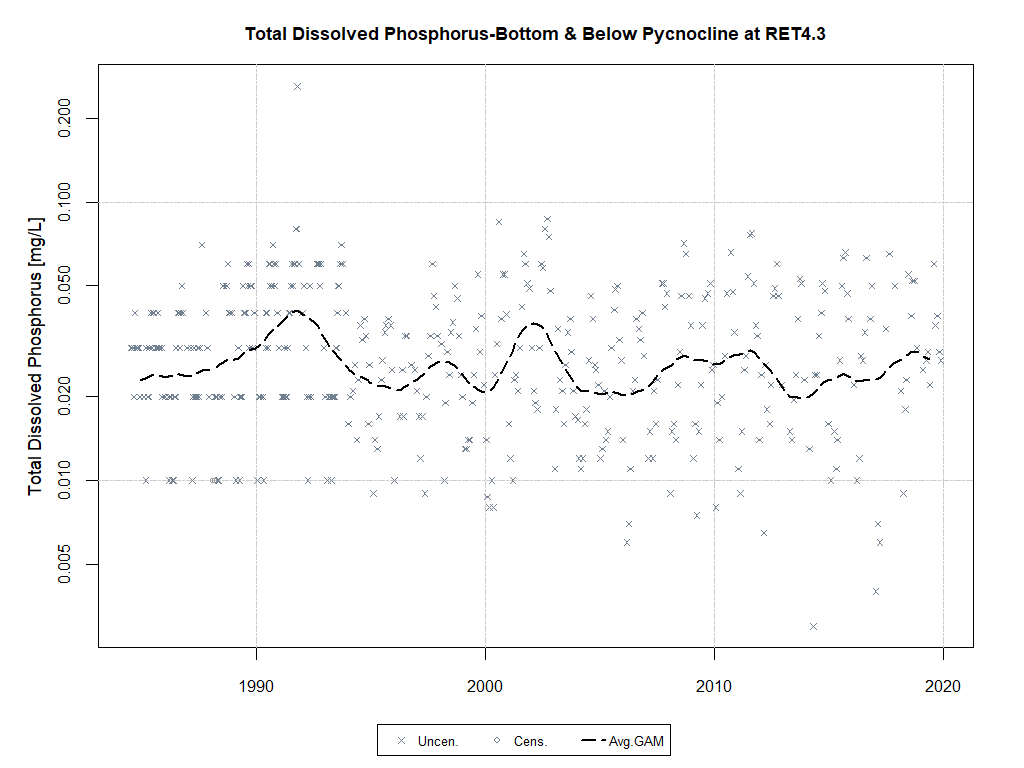 Total Dissolved Phosphorus-Bottom & Below Pycnocline at RET4.3
Total Dissolved Phosphorus [mg/L]
0.200
0.100
0.050
0.020
0.010
0.005
1990 2000 2010 2020
Uncen. Cens. Avg.GAM